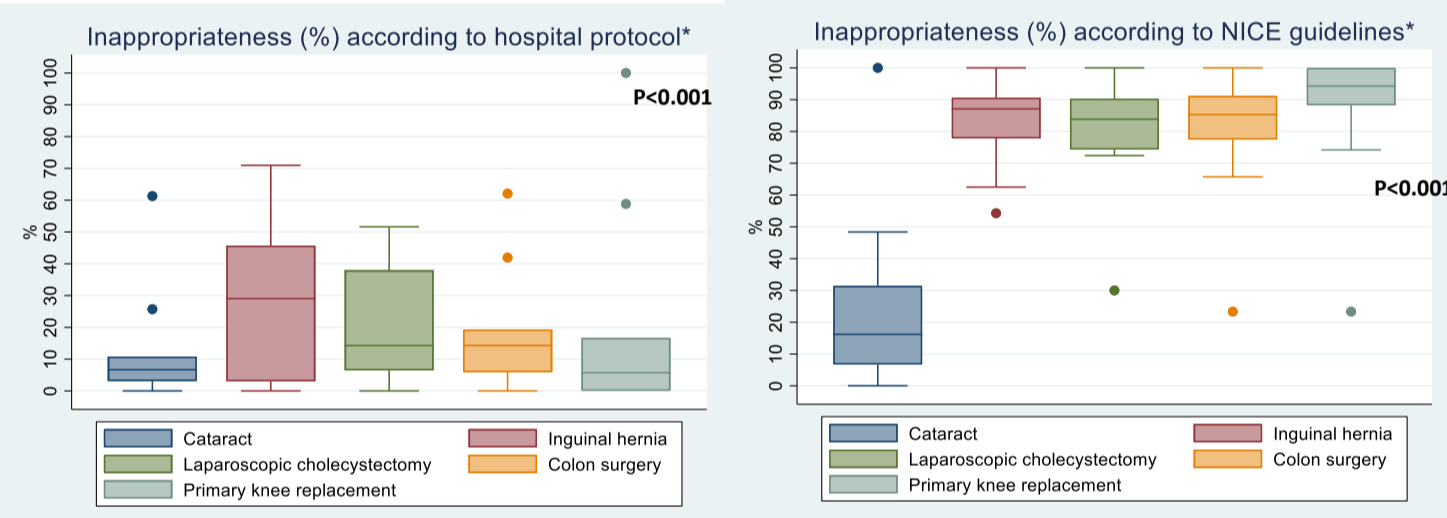 Inappropriateness (%) according to hospital protocol*
100
90
80
70
60
50
40
30
20
10
0
%
P<0.001
Cataract
Inguinal hernia
Laparoscopic cholecystectomy
Colon surgery
Primary knee replacement
Inappropriateness (%) according to NICE guidelines*
100
90
80
70
60
50
40
30
20
10
0
%
P<0.001
Cataract
Inguinal hernia
Laparoscopic cholecystectomy
Colon surgery
Primary knee replacement